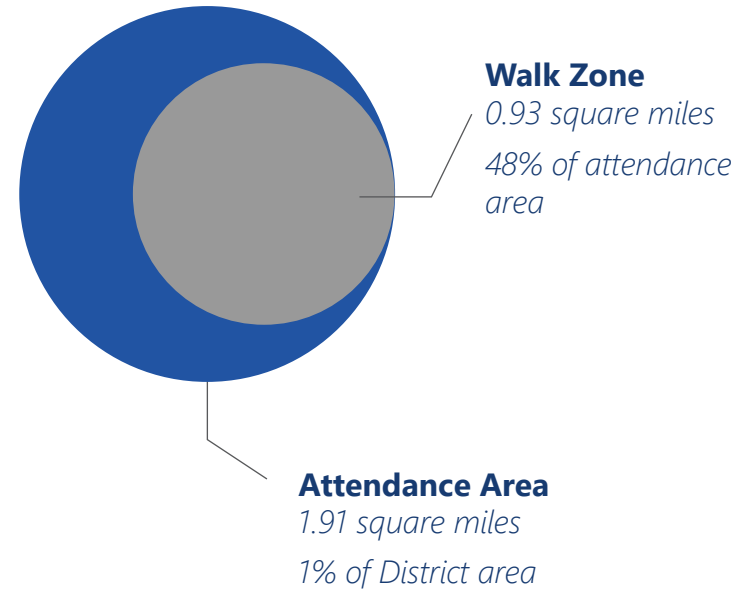 Walk Zone
0.93 square miles
48% of attendance
area
Attendance Area
1.91 square miles
1% of District area